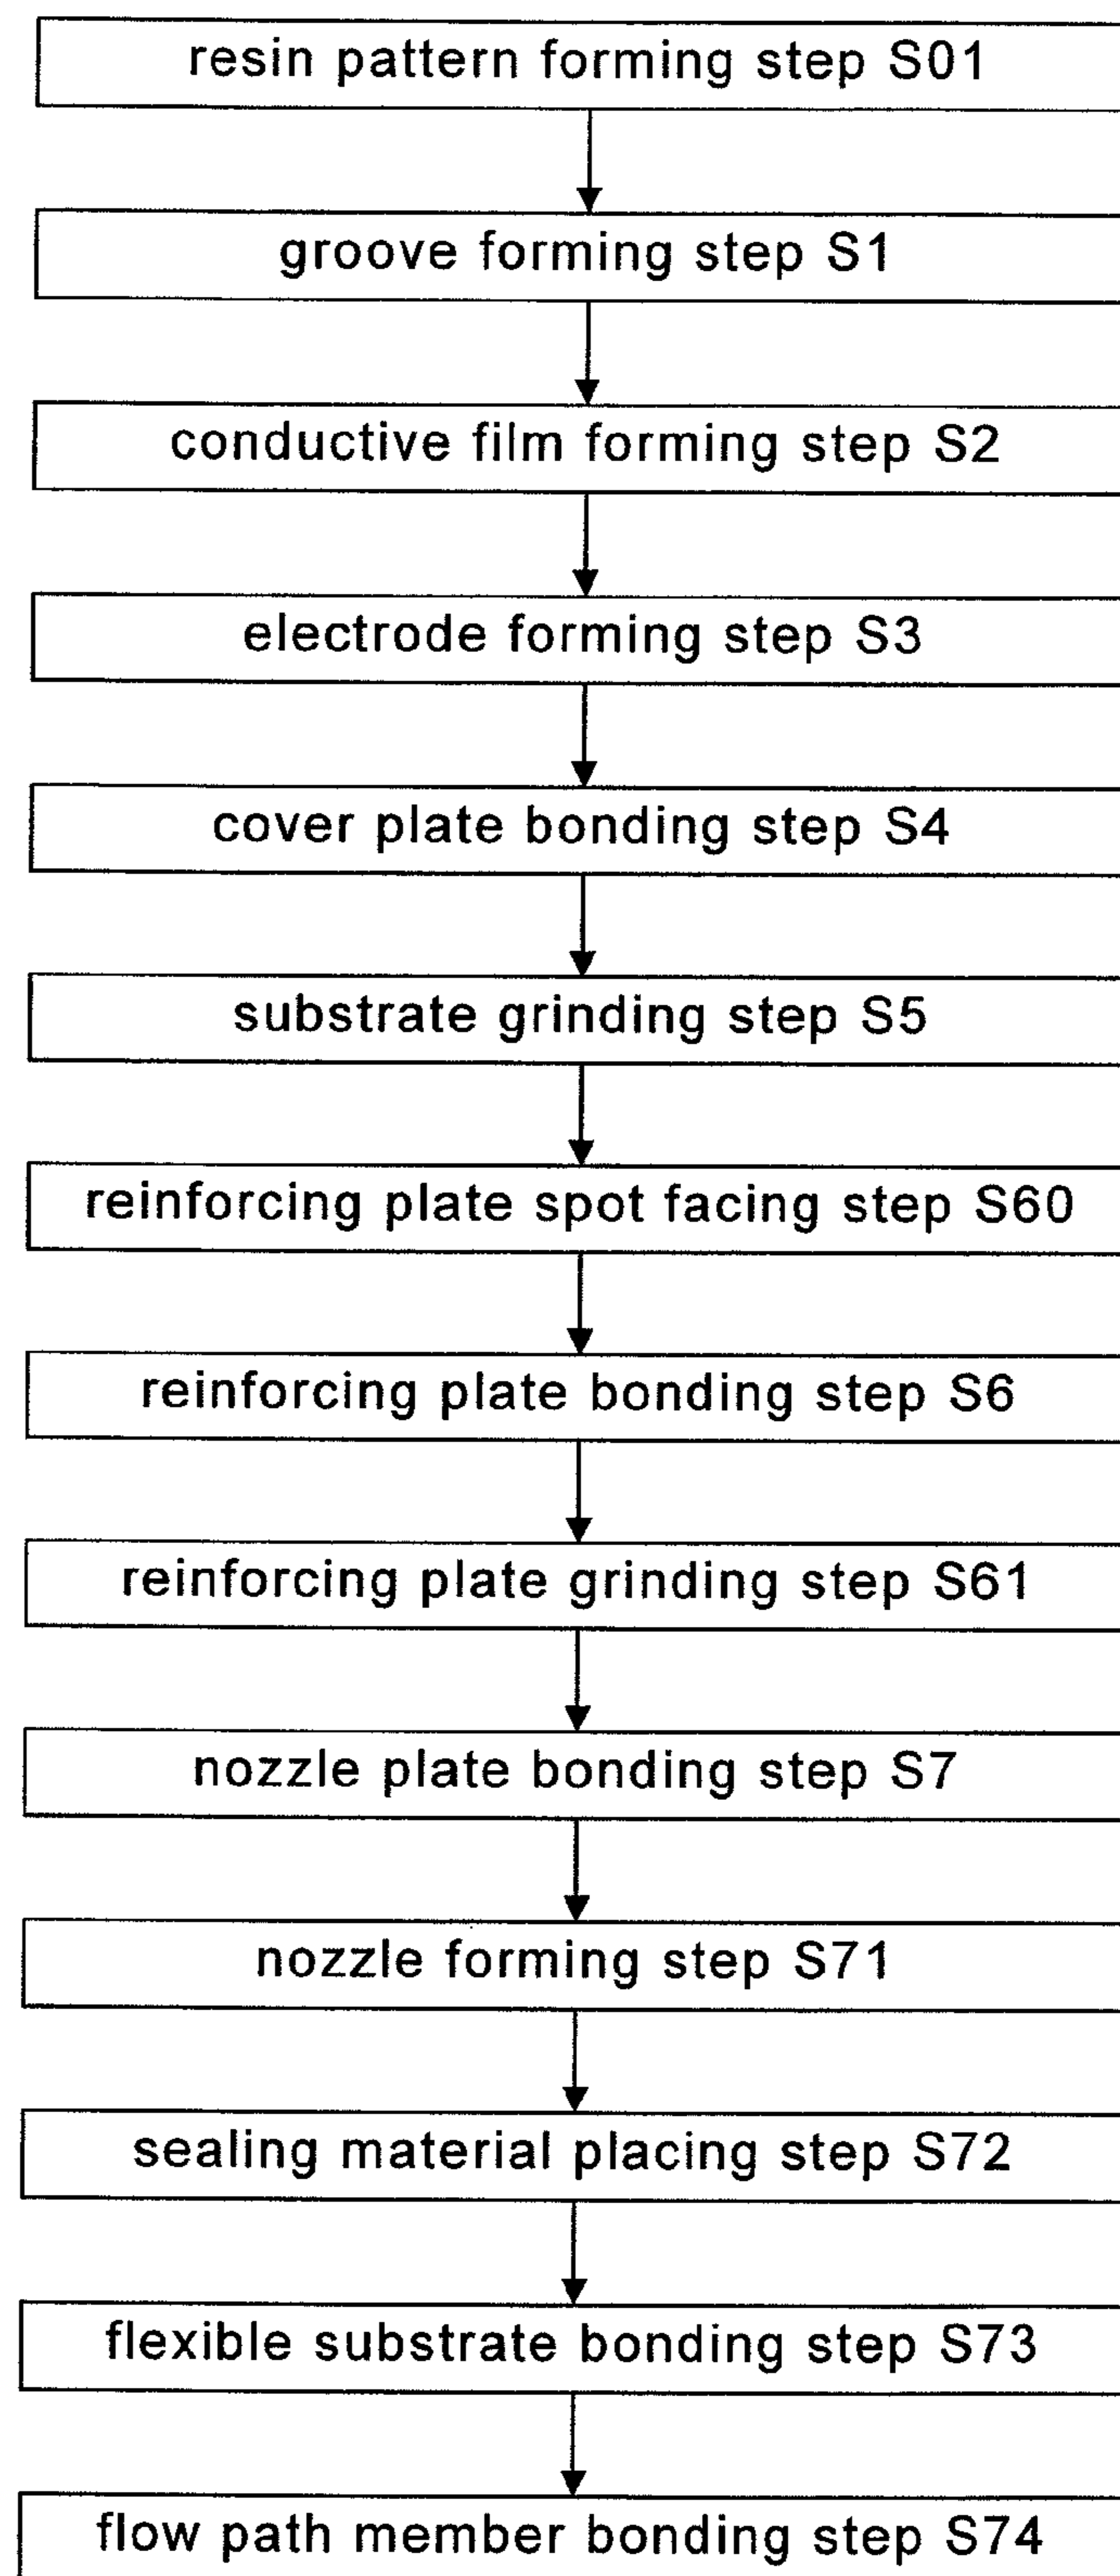 resin pattern forming step S01
groove forming step S1
conductive film forming step S2
electrode forming step S3
cover plate bonding step S4
substrate grinding step S5
reinforcing plate spot facing step S60
reinforcing plate bonding step S6
reinforcing plate grinding step S61
nozzle plate bonding step S7
nozzle forming step S71
sealing material placing step S72
flexible substrate bonding step S73
flow path member bonding step S74